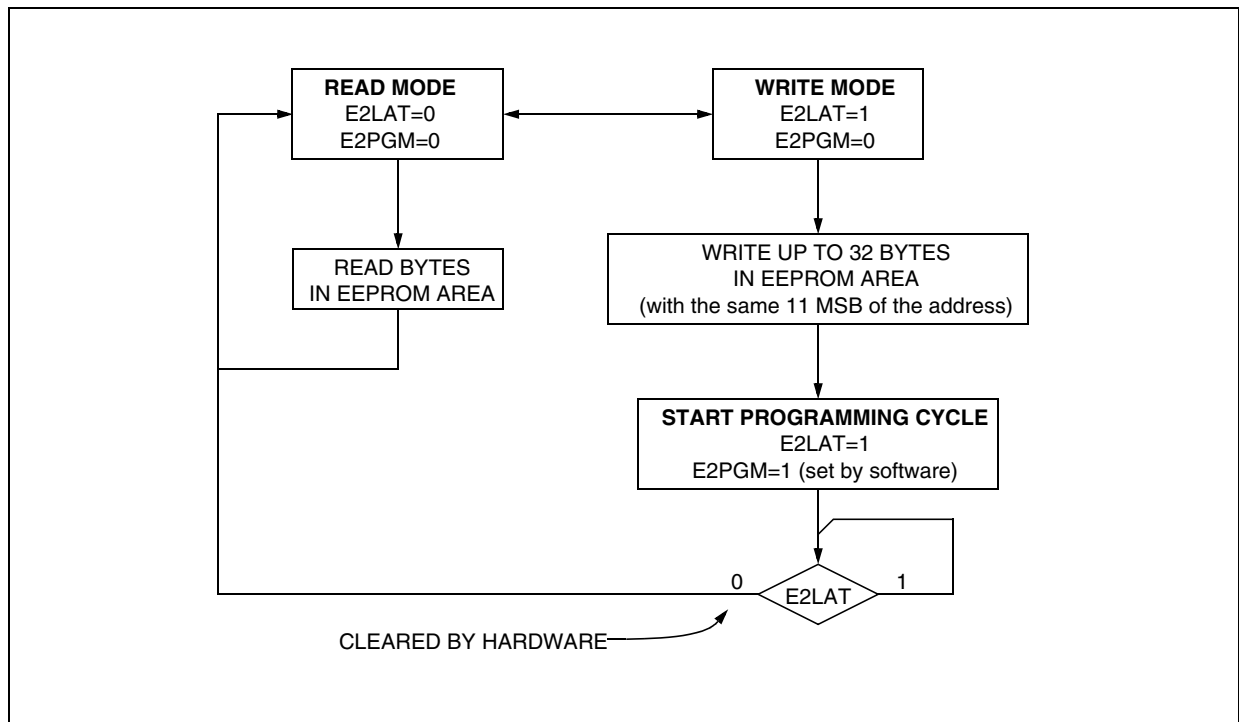 READ MODE
E2LAT=0
E2PGM=0
WRITE MODE
E2LAT=1
E2PGM=0
READ BYTES
IN EEPROM AREA
WRITE UP TO 32 BYTES
IN EEPROM AREA
(with the same 11 MSB of the address)
START PROGRAMMING CYCLE
E2LAT=1
E2PGM=1 (set by software)
0
E2LAT
1
CLEARED BY HARDWARE